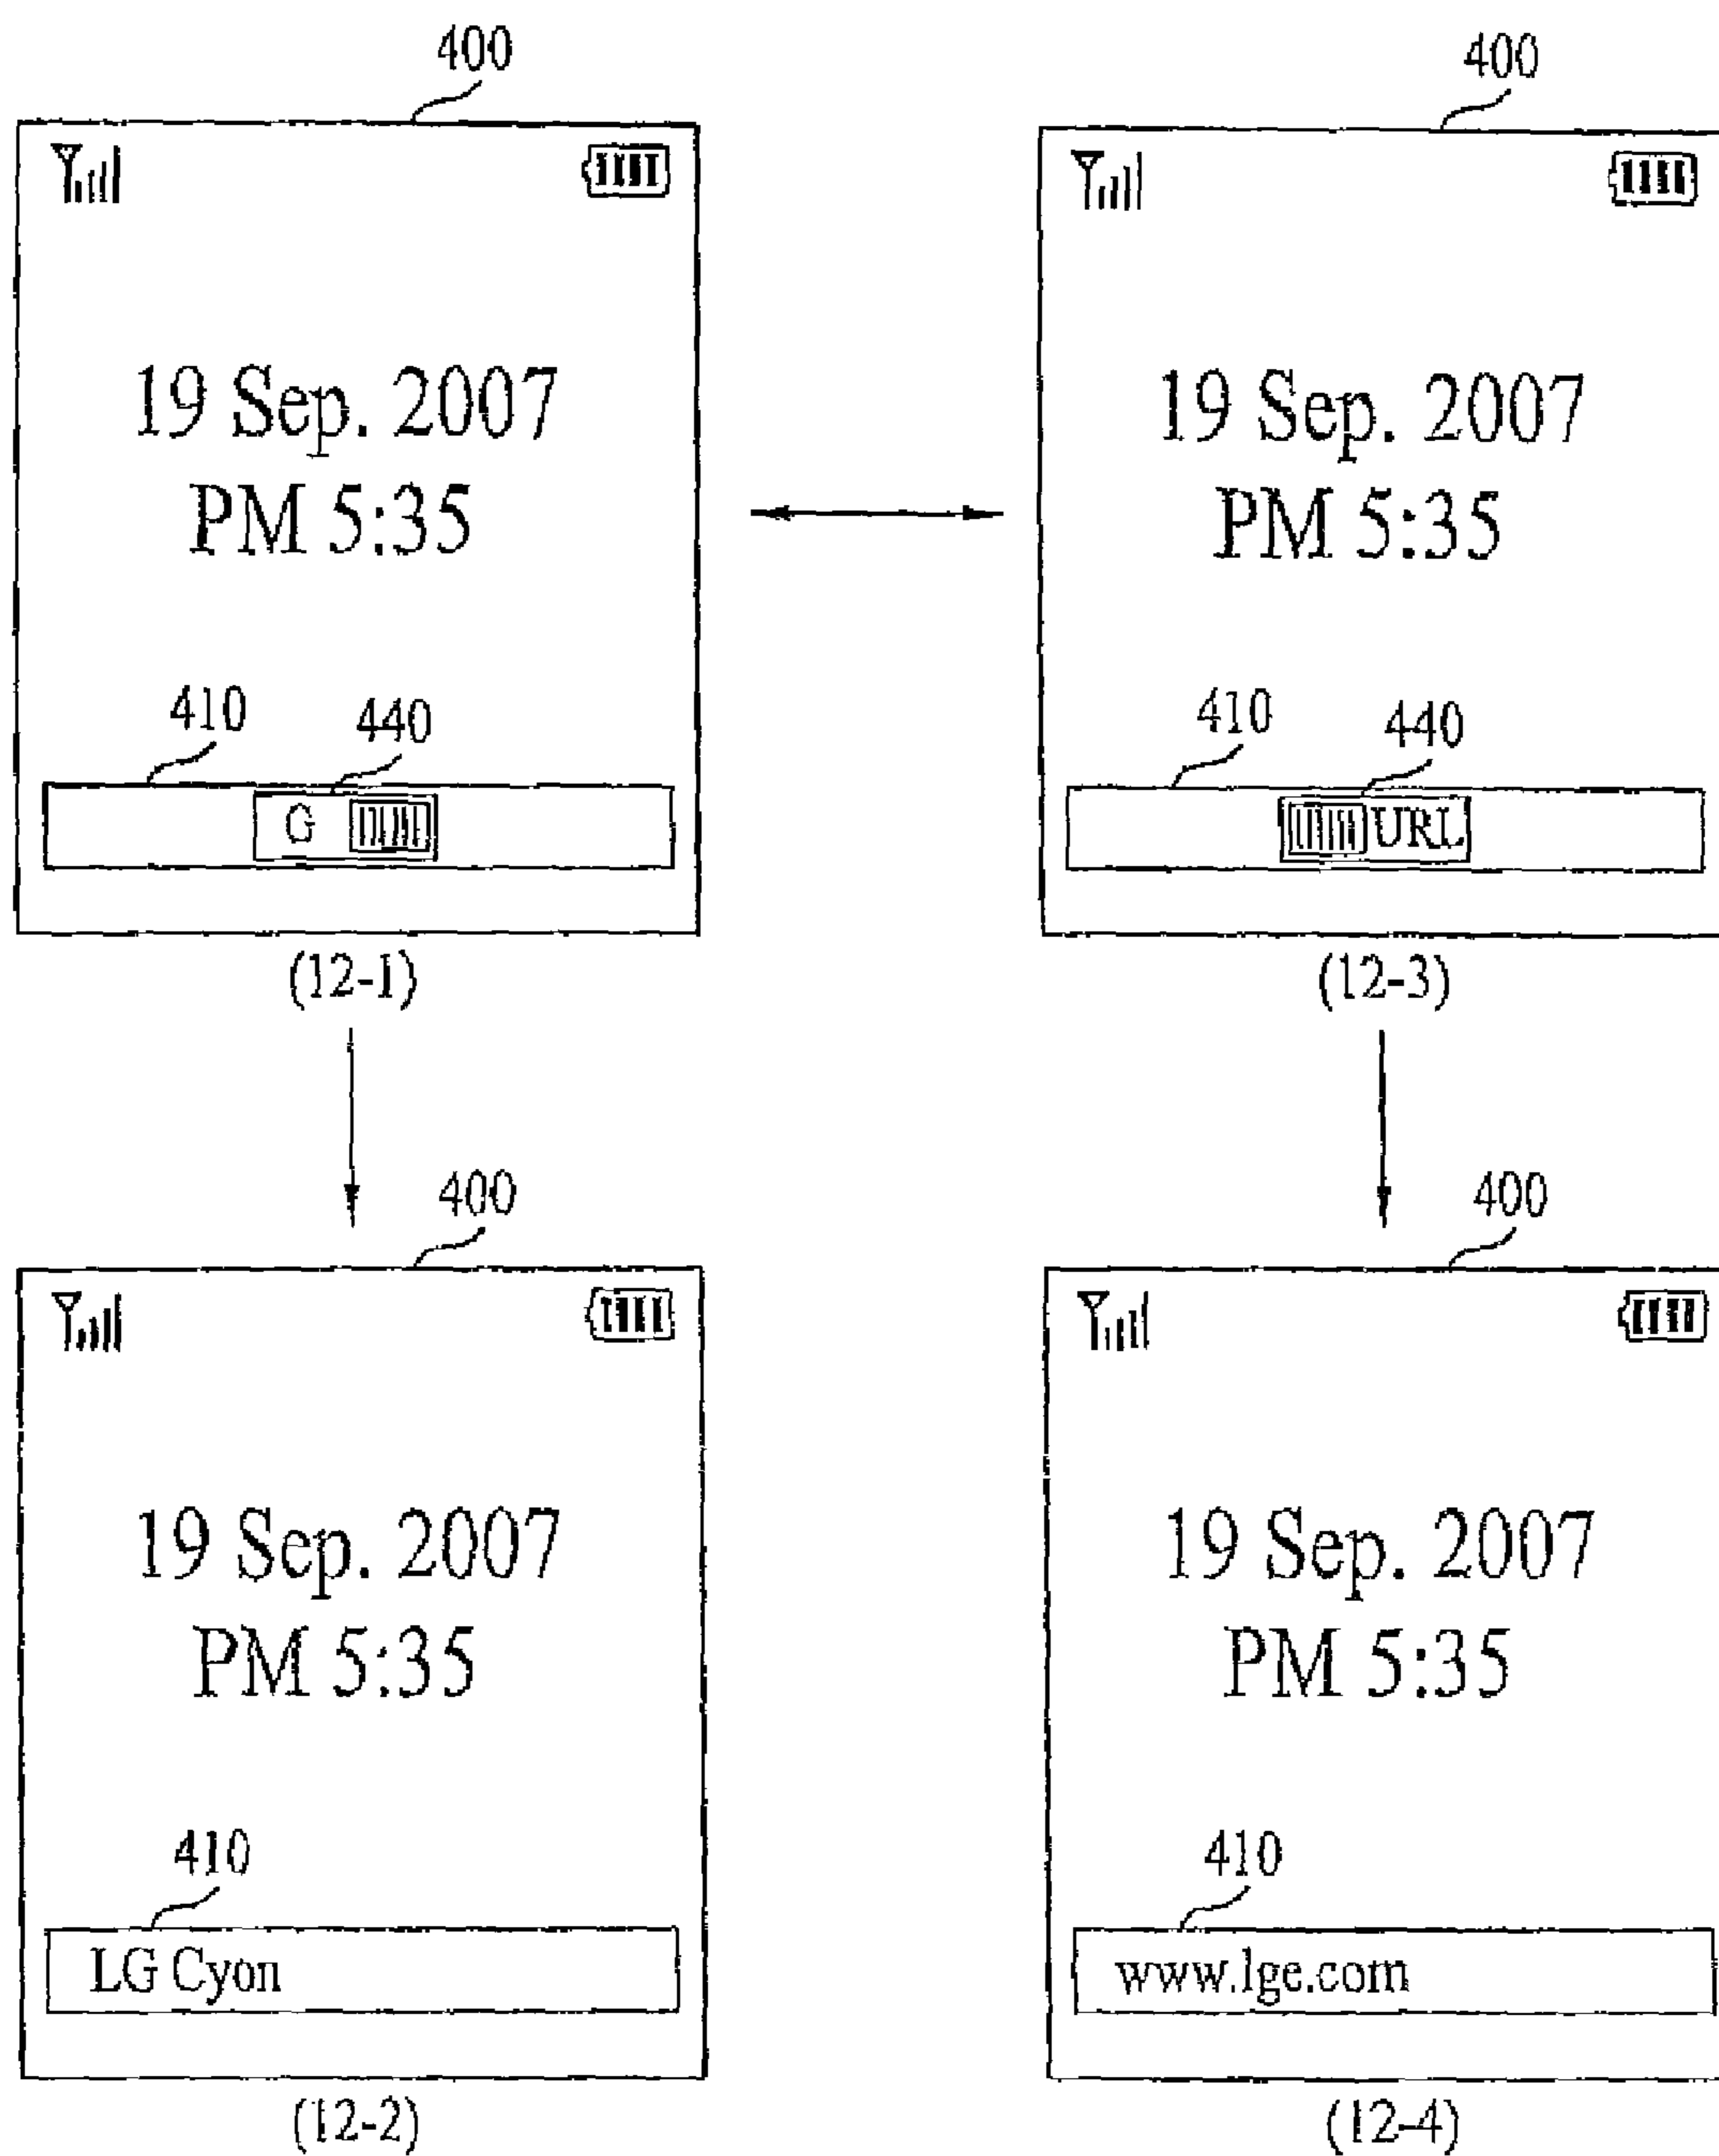 400
19 Sep. 2007
PM 5:35
410
440
G
(12-1)
400
19 Sep. 2007
PM 5:35
410
440
URL
(12-3)
400
19 Sep. 2007
PM 5:35
410
LG Cyon
(12-2)
400
19 Sep. 2007
PM 5:35
410
www.lge.com
(12-4)